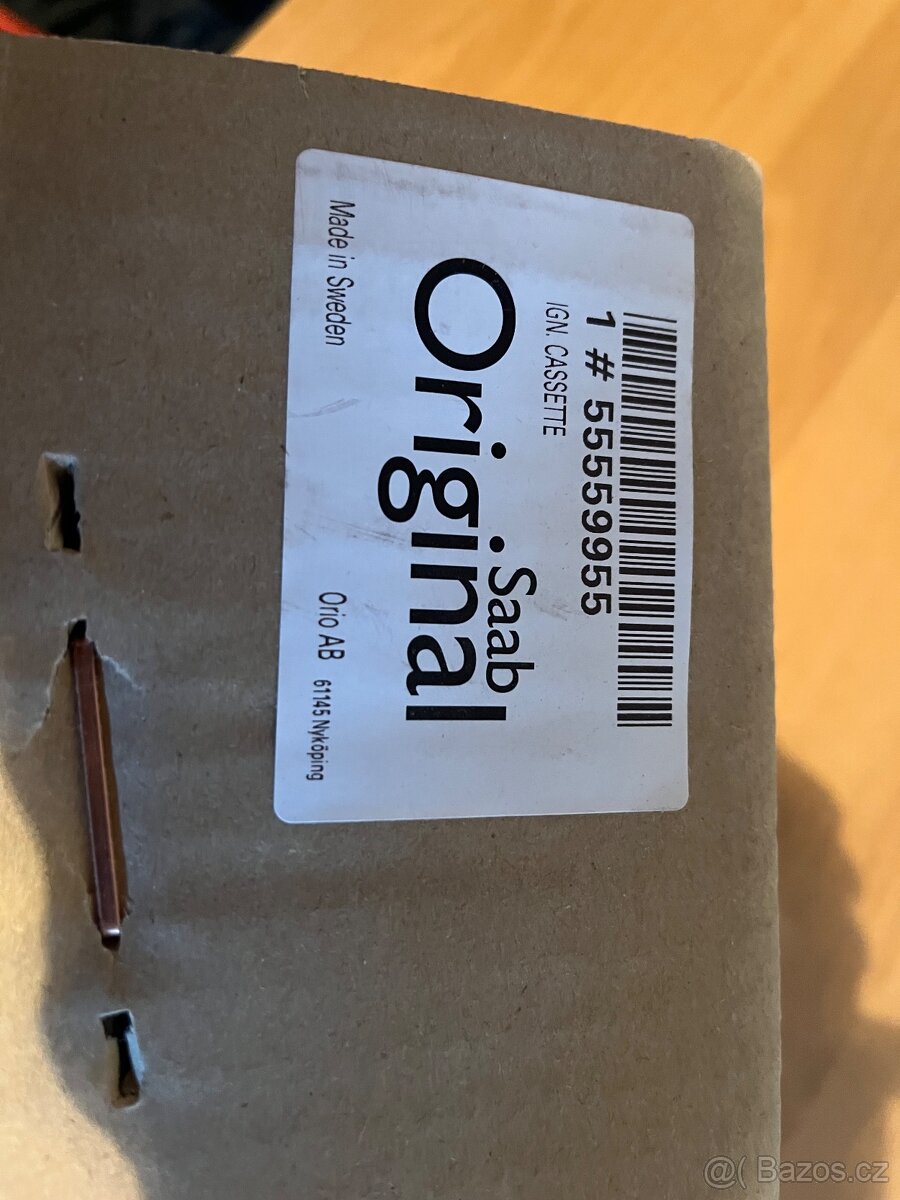 1 # 55559955
IGN. CASSETTE
Saab
Original
Made in Sweden
Orio AB 61145 Nyköping
@( Bazos.cz